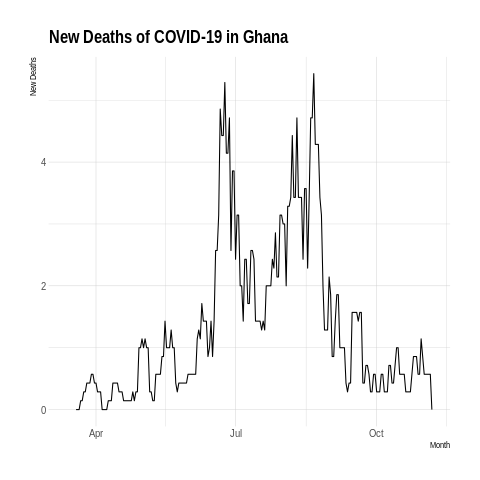 New Deaths of COVID-19 in Ghana
New Deaths
4
2
0
Apr
Jul
Oct
Month